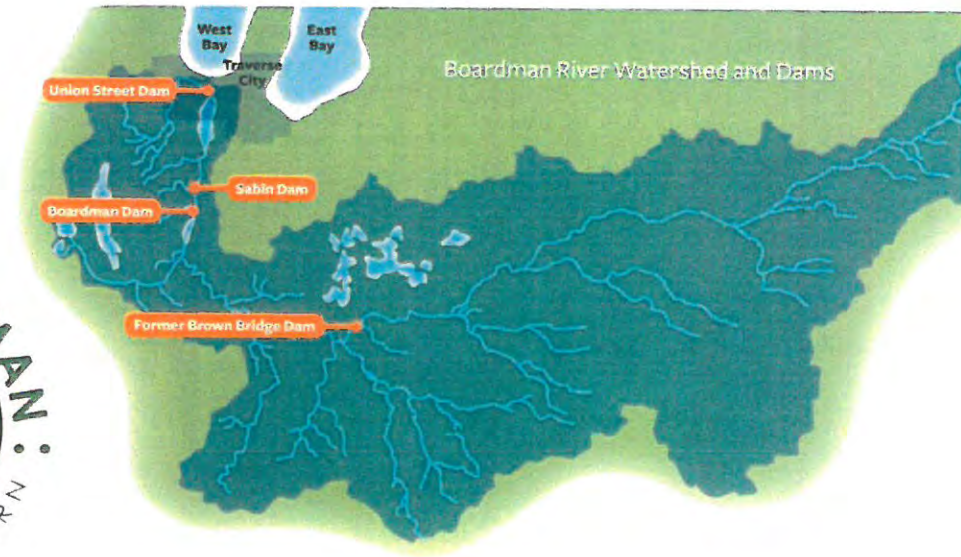 West
Bay
East
Bay
Traverse
City
Boardman River Watershed and Dams
Union Street Dam
Sabin Dam
Boardman Dam
Former Brown Bridge Dam